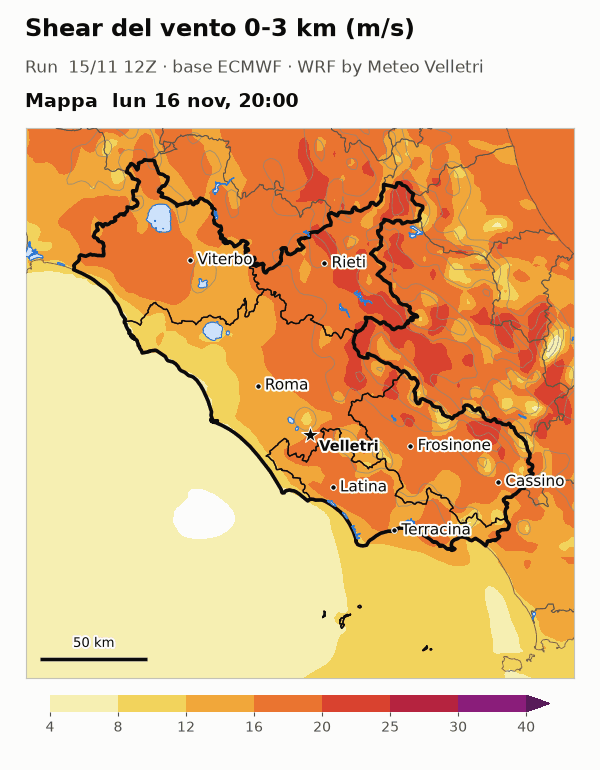 Shear del vento 0-3 km (m/s)
Run  15/11 12Z · base ECMWF · WRF by Meteo Velletri
Mappa  lun 16 nov, 20:00
Viterbo
Rieti
Roma
Velletri
Frosinone
Latina
Cassino
Terracina
50 km
4 8 12 16 20 25 30 40